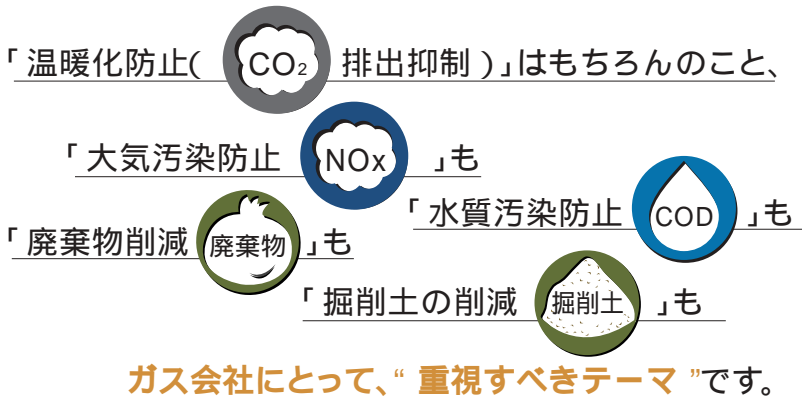 「温暖化防止( CO₂ 排出抑制)」はもちろんのこと、
「大気汚染防止 NOx 」も
「水質汚染防止 COD 」も
「廃棄物削減 廃棄物 」も
「掘削土の削減 掘削土 」も
ガス会社にとって、“重視すべきテーマ”です。